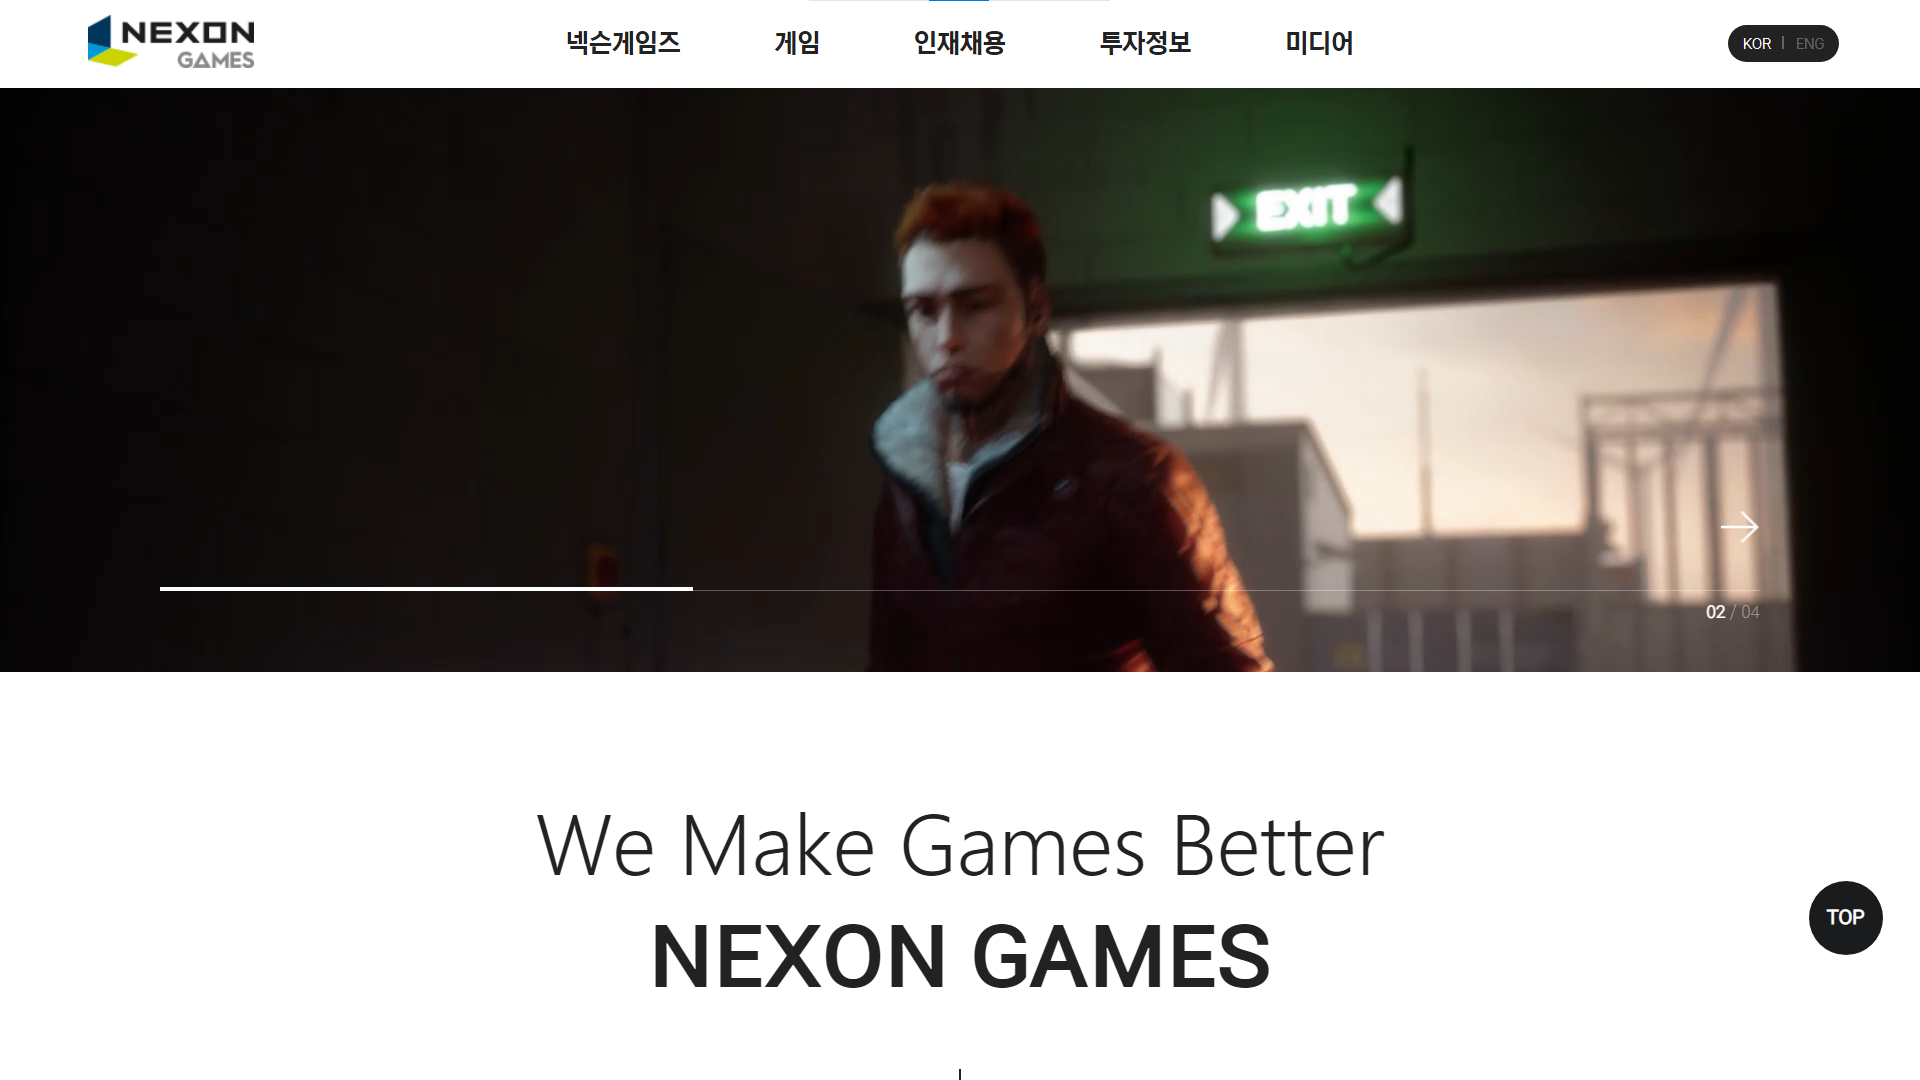 NEXON
GAMES
넥슨게임즈
게임
인재채용
투자정보
미디어
KOR | ENG
EXIT
02 / 04
We Make Games Better
NEXON GAMES
TOP